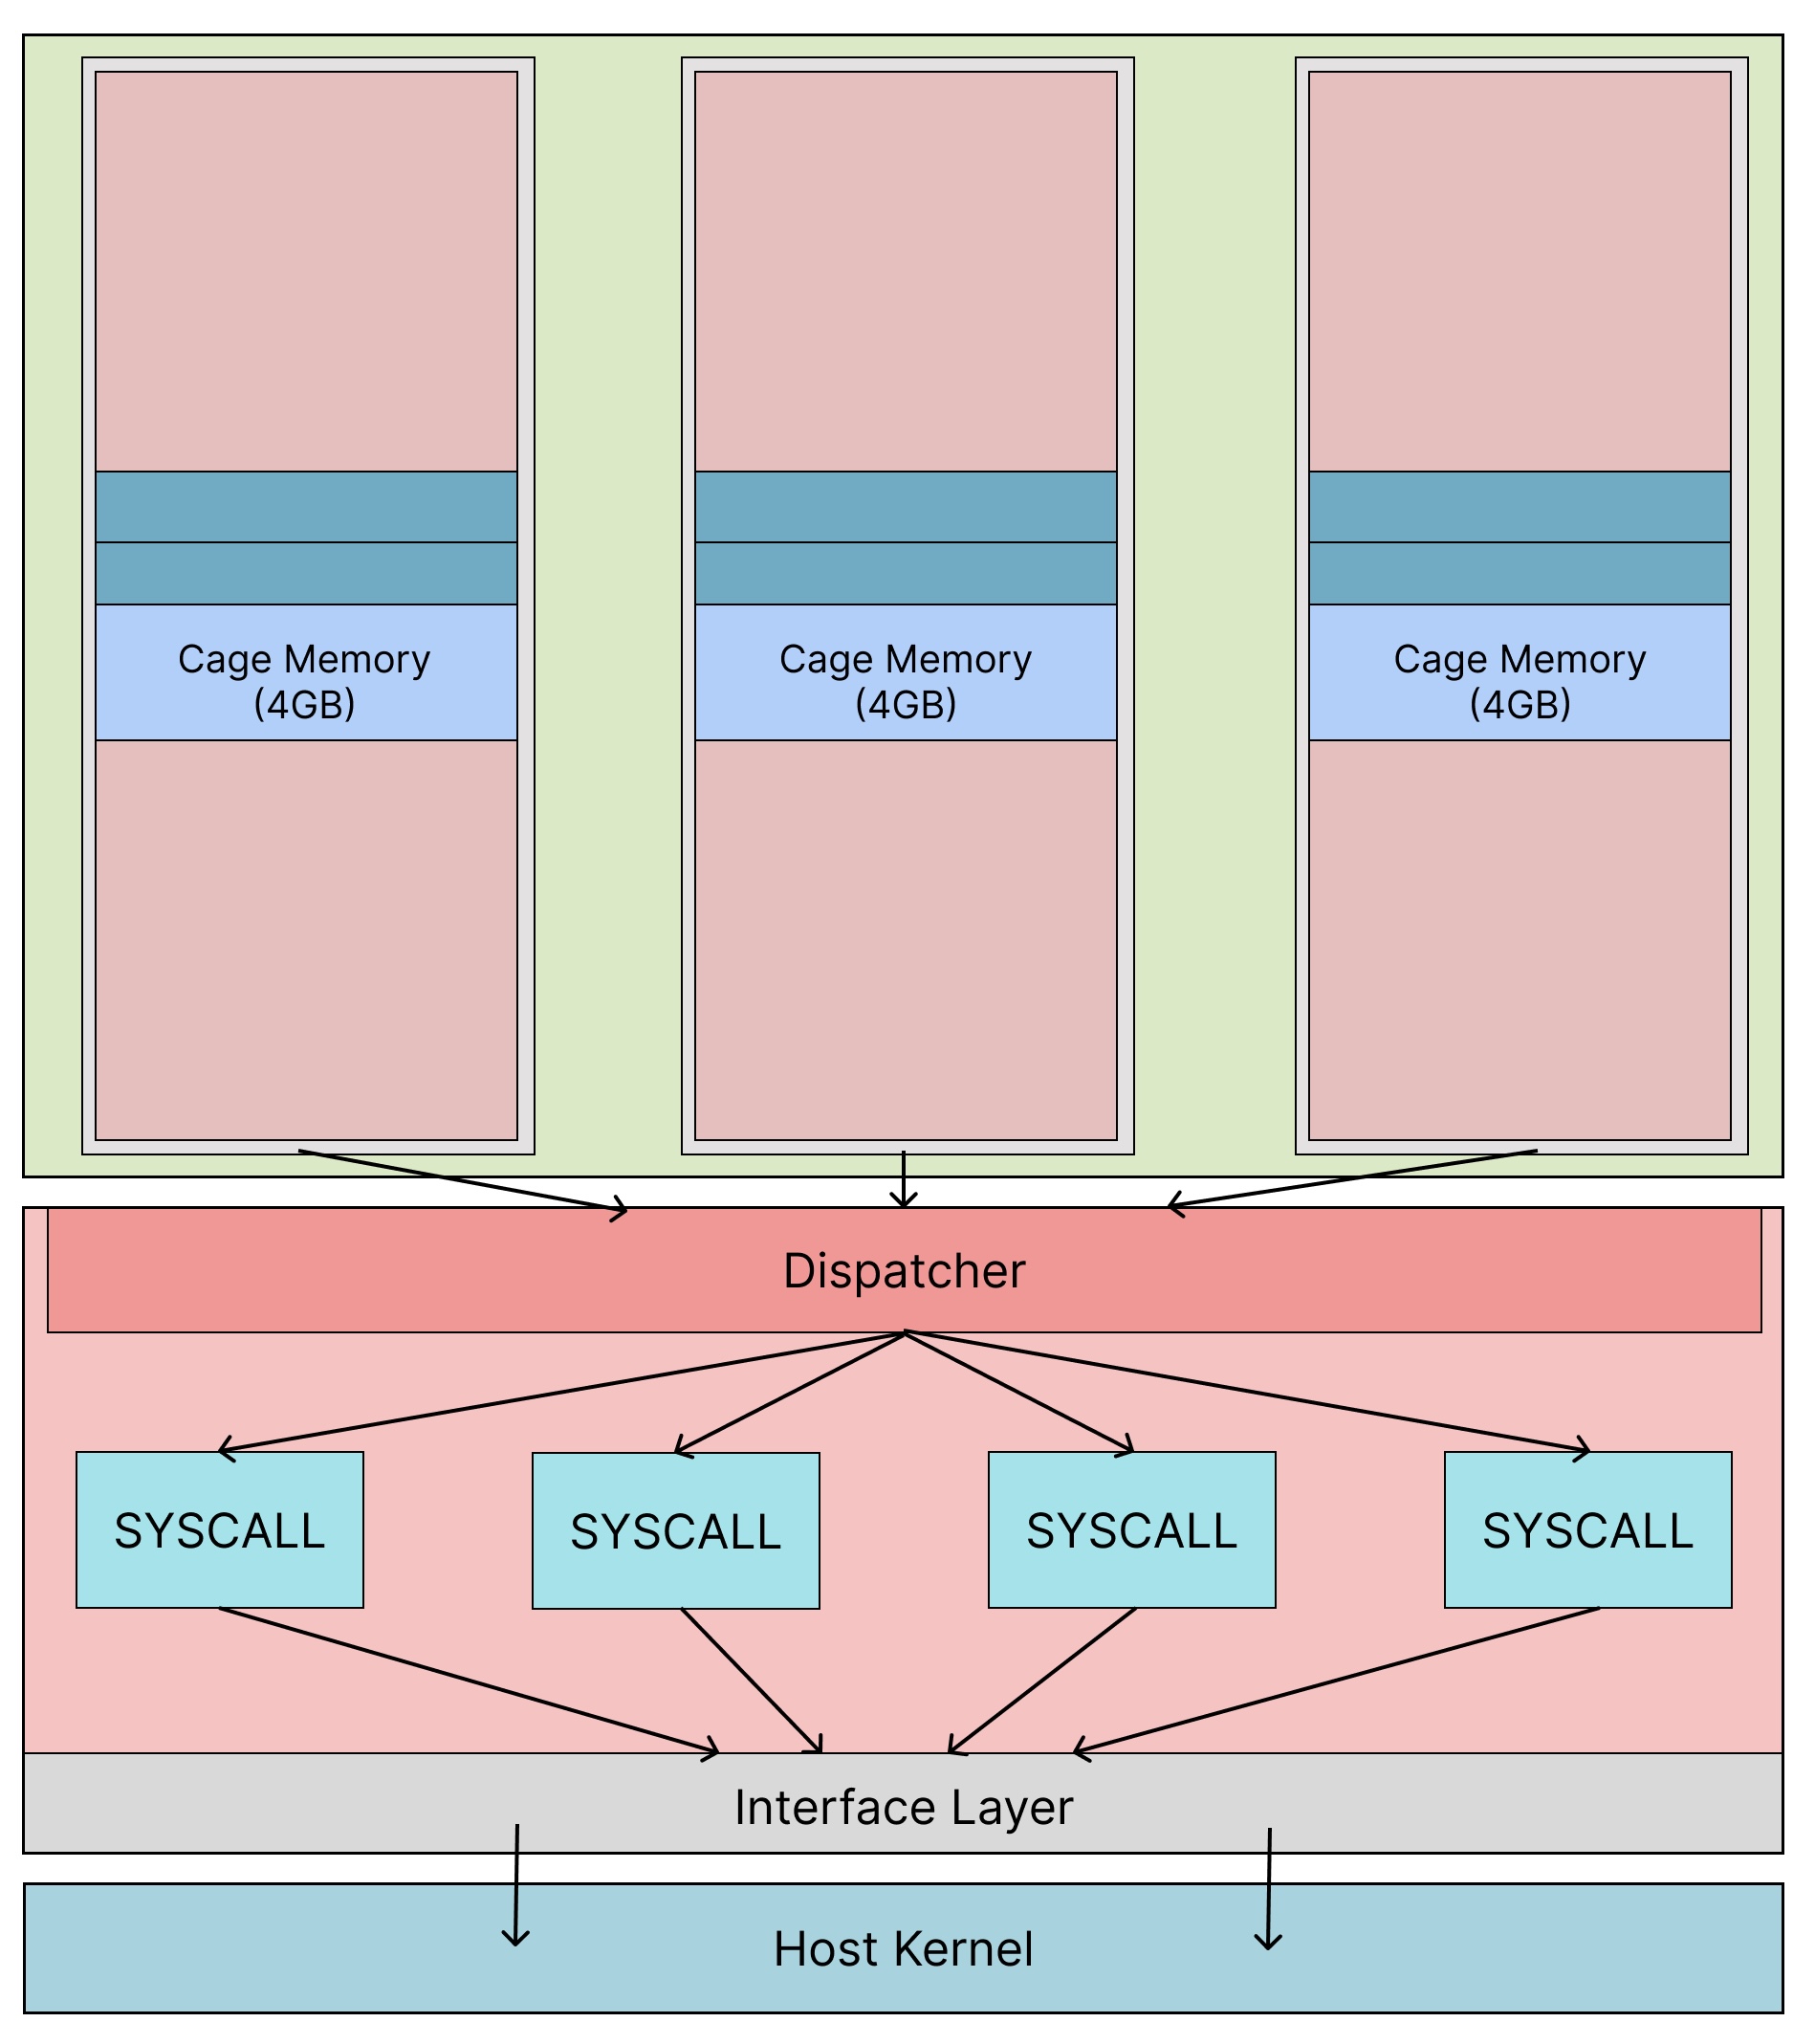 Cage Memory
(4GB)
Cage Memory
(4GB)
Cage Memory
(4GB)
Dispatcher
SYSCALL
SYSCALL
SYSCALL
SYSCALL
Interface Layer
Host Kernel